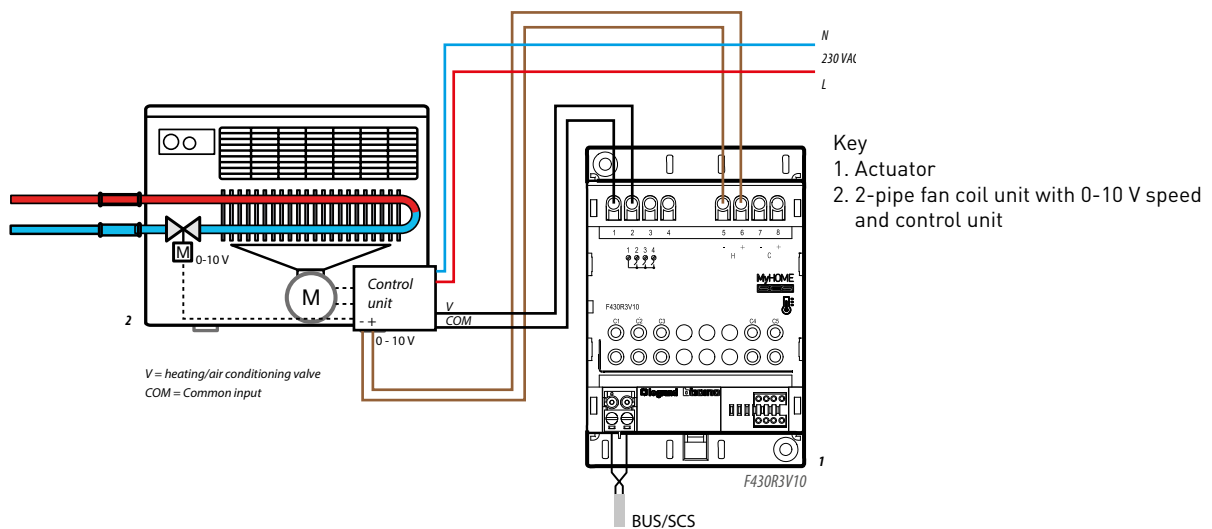 N
230 VAC
L
Key
1. Actuator
2. 2-pipe fan coil unit with 0-10 V speed
and control unit
M
0-10 V
M
Control
unit
- +
0 - 10 V
V
COM
2
V = heating/air conditioning valve
COM = Common input
1 2 3 4 5 6 7 8
- + - +
H C
1 2 3 4
MyHOME
F430R3V10
C1 C2 C3 C4 C5
legrand bticino
1
F430R3V10
BUS/SCS